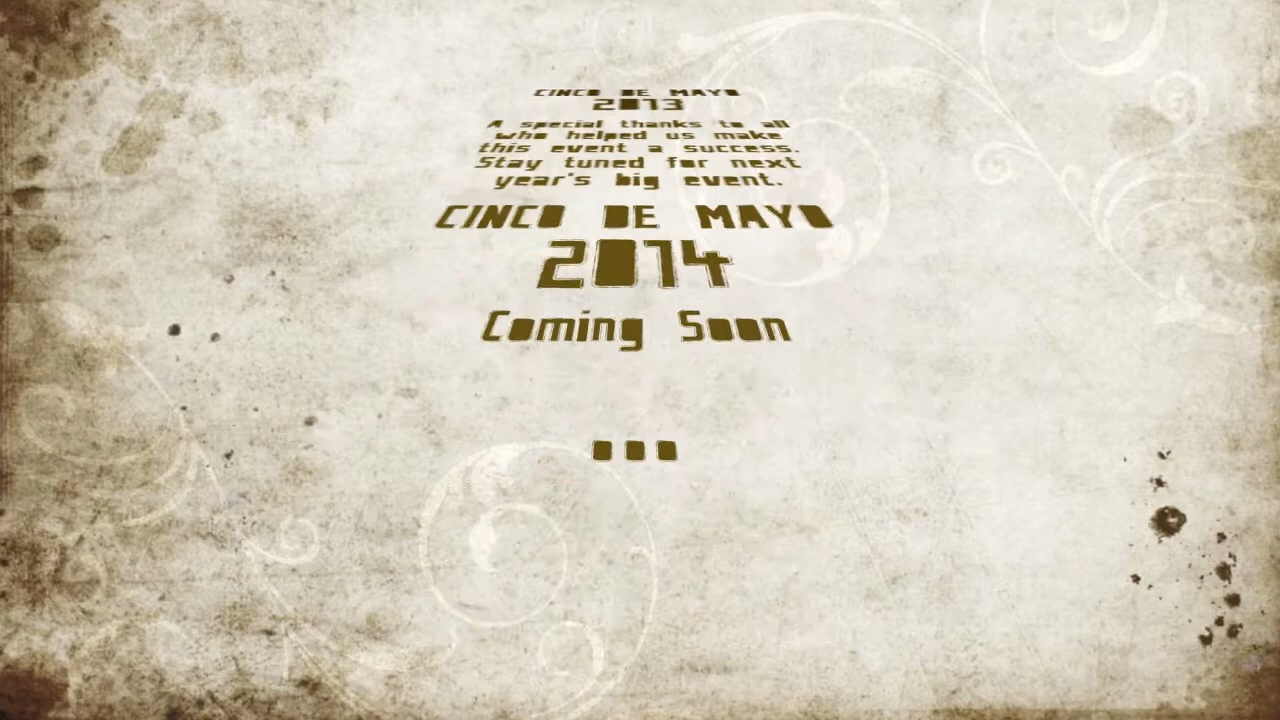 CINCO DE MAYO
2013
A special thanks to all
who helped us make
this event a success.
Stay tuned for next
year's big event.
CINCO DE MAYO
2014
Coming Soon
...